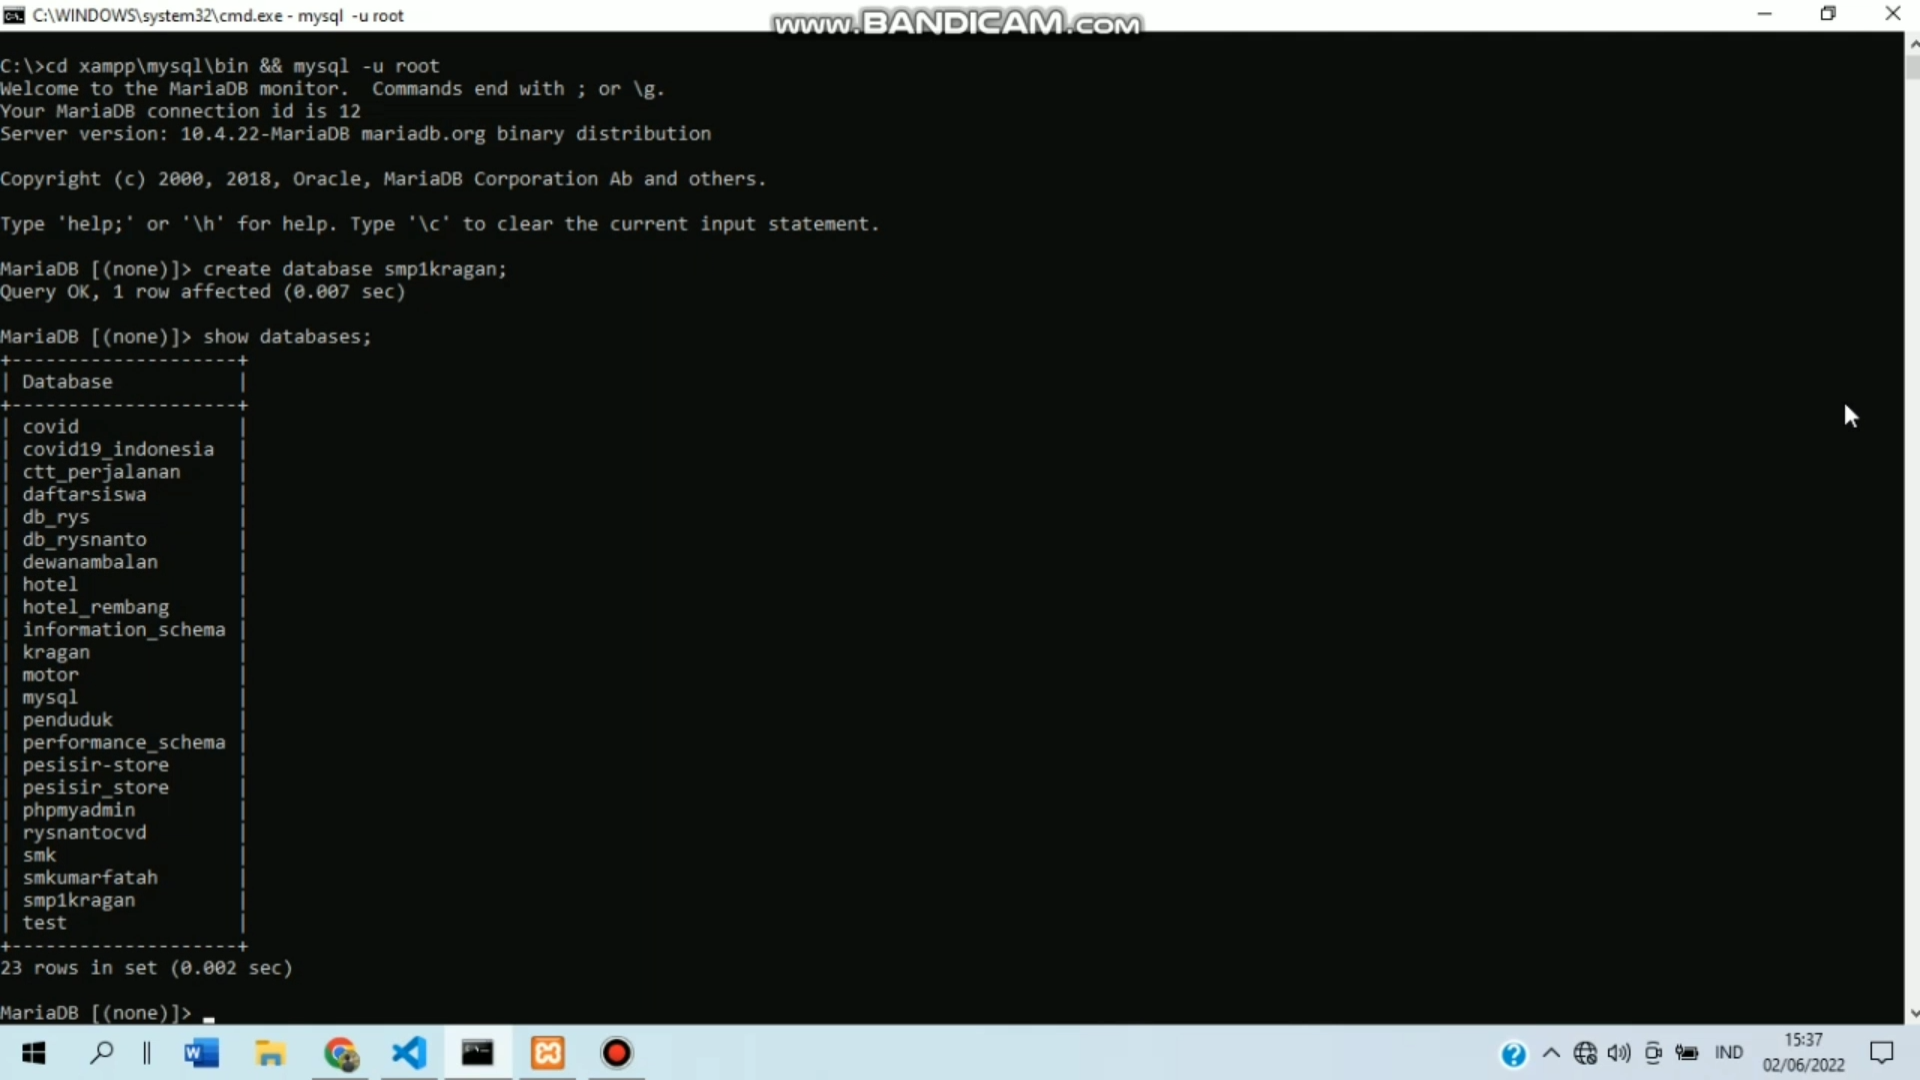 C:\WINDOWS\system32\cmd.exe - mysql  -u root
www.BANDICAM.com
C:\>cd xampp\mysql\bin && mysql -u root
Welcome to the MariaDB monitor.  Commands end with ; or \g.
Your MariaDB connection id is 12
Server version: 10.4.22-MariaDB mariadb.org binary distribution
Copyright (c) 2000, 2018, Oracle, MariaDB Corporation Ab and others.
Type 'help;' or '\h' for help. Type '\c' to clear the current input statement.
MariaDB [(none)]> create database smp1kragan;
Query OK, 1 row affected (0.007 sec)
MariaDB [(none)]> show databases;
+--------------------+
| Database           |
+--------------------+
| covid              |
| covid19_indonesia  |
| ctt_perjalanan     |
| daftarsiswa        |
| db_rys             |
| db_rysnanto        |
| dewanambalan       |
| hotel              |
| hotel_rembang      |
| information_schema |
| kragan             |
| motor              |
| mysql              |
| penduduk           |
| performance_schema |
| pesisir-store      |
| pesisir_store      |
| phpmyadmin         |
| rysnantocvd        |
| smk                |
| smkumarfatah       |
| smp1kragan         |
| test               |
+--------------------+
23 rows in set (0.002 sec)
MariaDB [(none)]> _
IND
15:37
02/06/2022